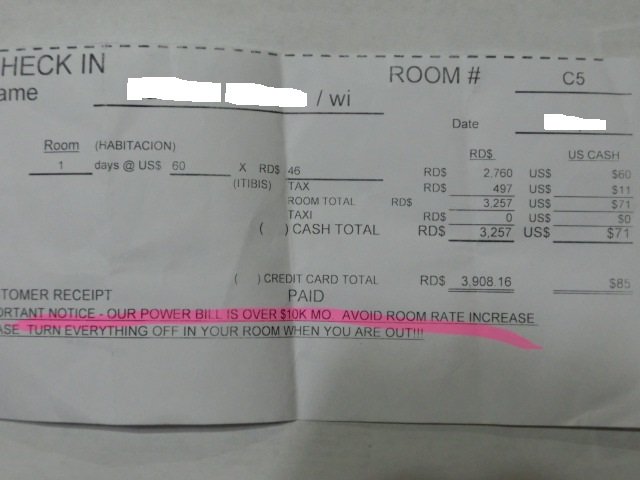 HECK IN
ROOM # C5
ame / wi
Date
RD$ US CASH
Room (HABITACION)
1 days @ US$ 60 X RD$ 46 RD$ 2,760 US$ $60
(ITIBIS) TAX RD$ 497 US$ $11
ROOM TOTAL RD$ 3,257 US$ $71
TAXI RD$ 0 US$ $0
( ) CASH TOTAL RD$ 3,257 US$ $71
( ) CREDIT CARD TOTAL RD$ 3,908.16 $85
TOMER RECEIPT PAID
ORTANT NOTICE - OUR POWER BILL IS OVER $10K MO. AVOID ROOM RATE INCREASE
ASE TURN EVERYTHING OFF IN YOUR ROOM WHEN YOU ARE OUT!!!